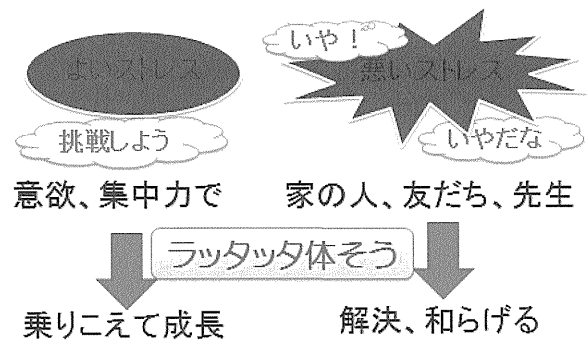 よいストレス
いや！
悪いストレス
挑戦しよう
いやだな
意欲、集中力で
家の人、友だち、先生
ラッタッタ体そう
乗りこえて成長
解決、和らげる